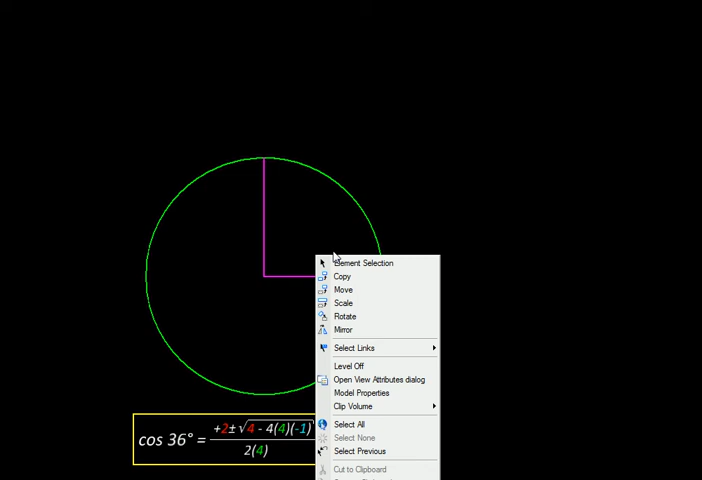 Element Selection
Copy
Move
Scale
Rotate
Mirror
Select Links
Level Off
Open View Attributes dialog
Model Properties
Clip Volume
Select All
Select None
Select Previous
Cut to Clipboard
cos 36° = +2±√4 - 4(4)(-1)
2(4)